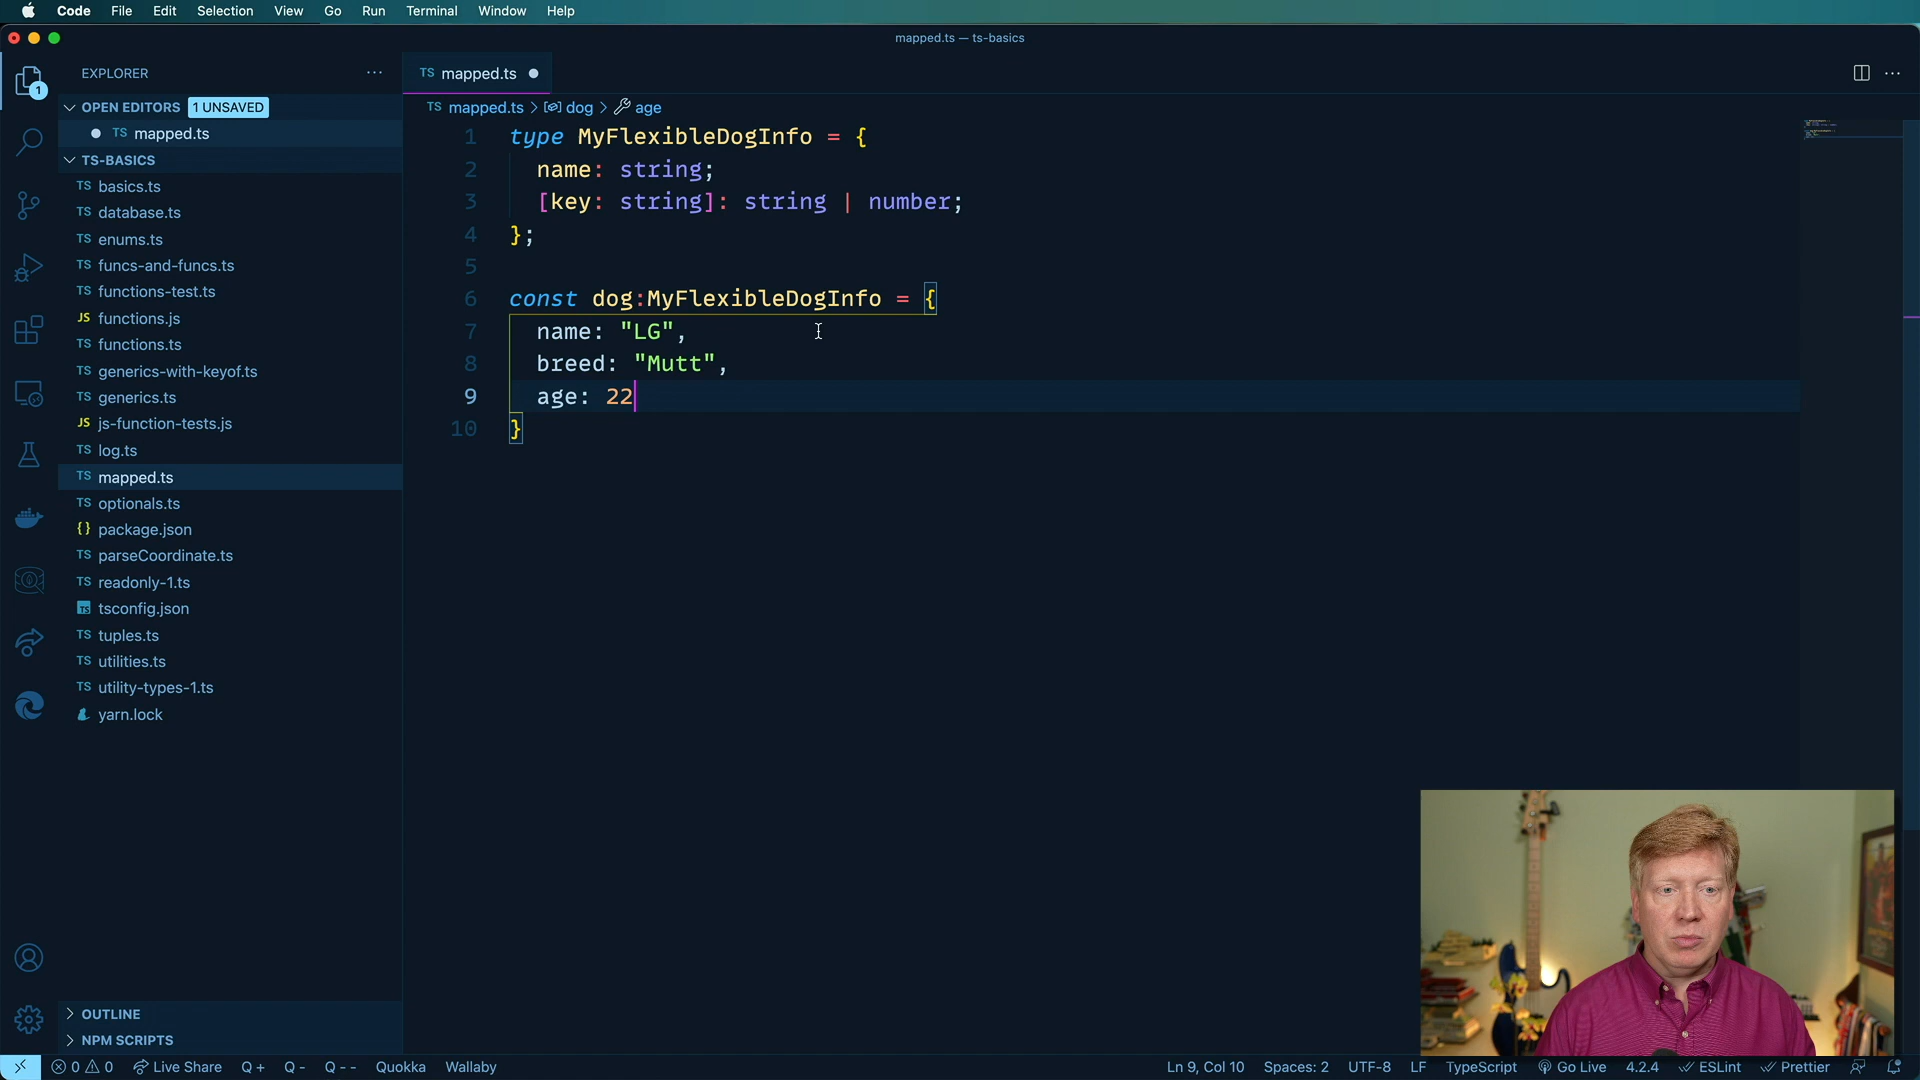 Code File Edit Selection View Go Run Terminal Window Help
mapped.ts — ts-basics
EXPLORER ···
TS mapped.ts
1
OPEN EDITORS 1 UNSAVED
TS mapped.ts
TS-BASICS
TS basics.ts
TS database.ts
TS enums.ts
TS funcs-and-funcs.ts
TS functions-test.ts
JS functions.js
TS functions.ts
TS generics-with-keyof.ts
TS generics.ts
JS js-function-tests.js
TS log.ts
TS mapped.ts
TS optionals.ts
{} package.json
TS parseCoordinate.ts
TS readonly-1.ts
TS tsconfig.json
TS tuples.ts
TS utilities.ts
TS utility-types-1.ts
yarn.lock
OUTLINE
NPM SCRIPTS
TS mapped.ts > dog > age
1 type MyFlexibleDogInfo = {
2 name: string;
3 [key: string]: string | number;
4 };
5
6 const dog:MyFlexibleDogInfo = {
7 name: "LG",
8 breed: "Mutt",
9 age: 22
10 }
0 0 Live Share Q + Q - Q - - Quokka Wallaby Ln 9, Col 10 Spaces: 2 UTF-8 LF TypeScript Go Live 4.2.4 ESLint Prettier